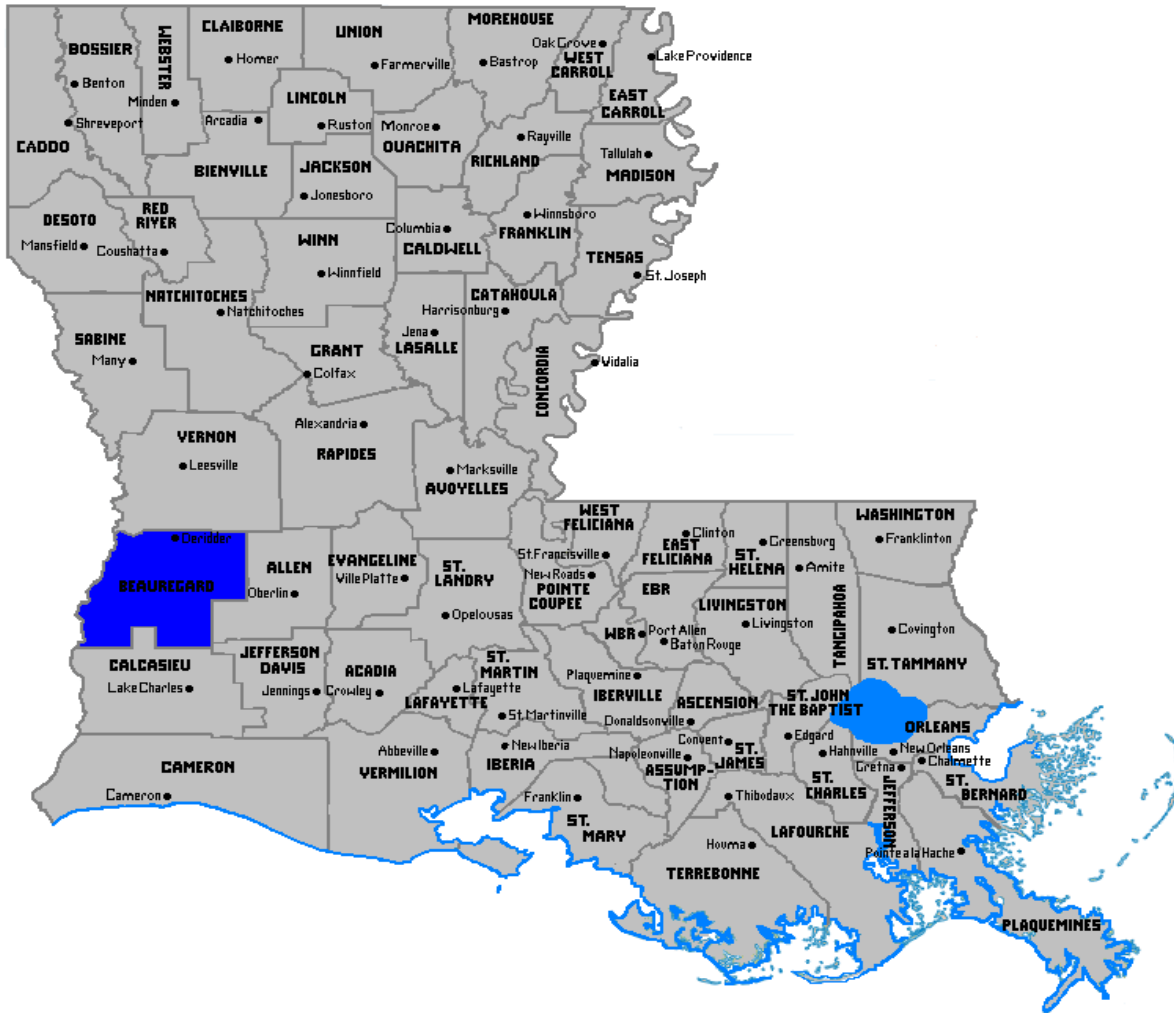 MOREHOUSE
CLAIBORNE
UNION
WEBSTER
BOSSIER
Oak Grove
WEST
CARROLL
Lake Providence
Homer
Farmerville
Bastrop
Benton
Minden
LINCOLN
EAST
CARROLL
Shreveport
Arcadia
Ruston
Monroe
OUACHITA
Rayville
CADDO
RICHLAND
Tallulah
MADISON
BIENVILLE
JACKSON
Jonesboro
DESOTO
RED
RIVER
Winnsboro
FRANKLIN
Columbia
CALDWELL
Mansfield
Coushatta
WINN
Winnfield
TENSAS
St. Joseph
NATCHITOCHES
Natchitoches
CATAHOULA
Harrisonburg
SABINE
Many
Jena
LASALLE
GRANT
Colfax
CONCORDIA
Vidalia
VERNON
Leesville
Alexandria
RAPIDES
Marksville
AVOYELLES
WEST
FELICIANA
WASHINGTON
Franklinton
Deridder
BEAUREGARD
ALLEN
Oberlin
EVANGELINE
Ville Platte
ST.
LANDRY
Opelousas
St. Francisville
New Roads
POINTE
COUPEE
Clinton
EAST
FELICIANA
Greensburg
ST.
HELENA
Amite
TANGIPAHOA
EBR
LIVINGSTON
Livingston
WBR
Port Allen
Baton Rouge
Covington
ST. TAMMANY
CALCASIEU
Lake Charles
JEFFERSON
DAVIS
Jennings
ACADIA
Crowley
LAFAYETTE
Lafayette
ST.
MARTIN
St. Martinville
Plaquemine
IBERVILLE
ASCENSION
Donaldsonville
ST. JOHN
THE BAPTIST
ORLEANS
Edgard
Hahnville
New Orleans
Chalmette
Gretna
CAMERON
Cameron
Abbeville
VERMILION
New Iberia
IBERIA
Convent
Napoleonville
ASSUMP-
TION
ST.
JAMES
ST.
CHARLES
JEFFERSON
ST.
BERNARD
Franklin
ST.
MARY
Thibodaux
LAFOURCHE
Houma
TERREBONNE
Pointe a la Hache
PLAQUEMINES